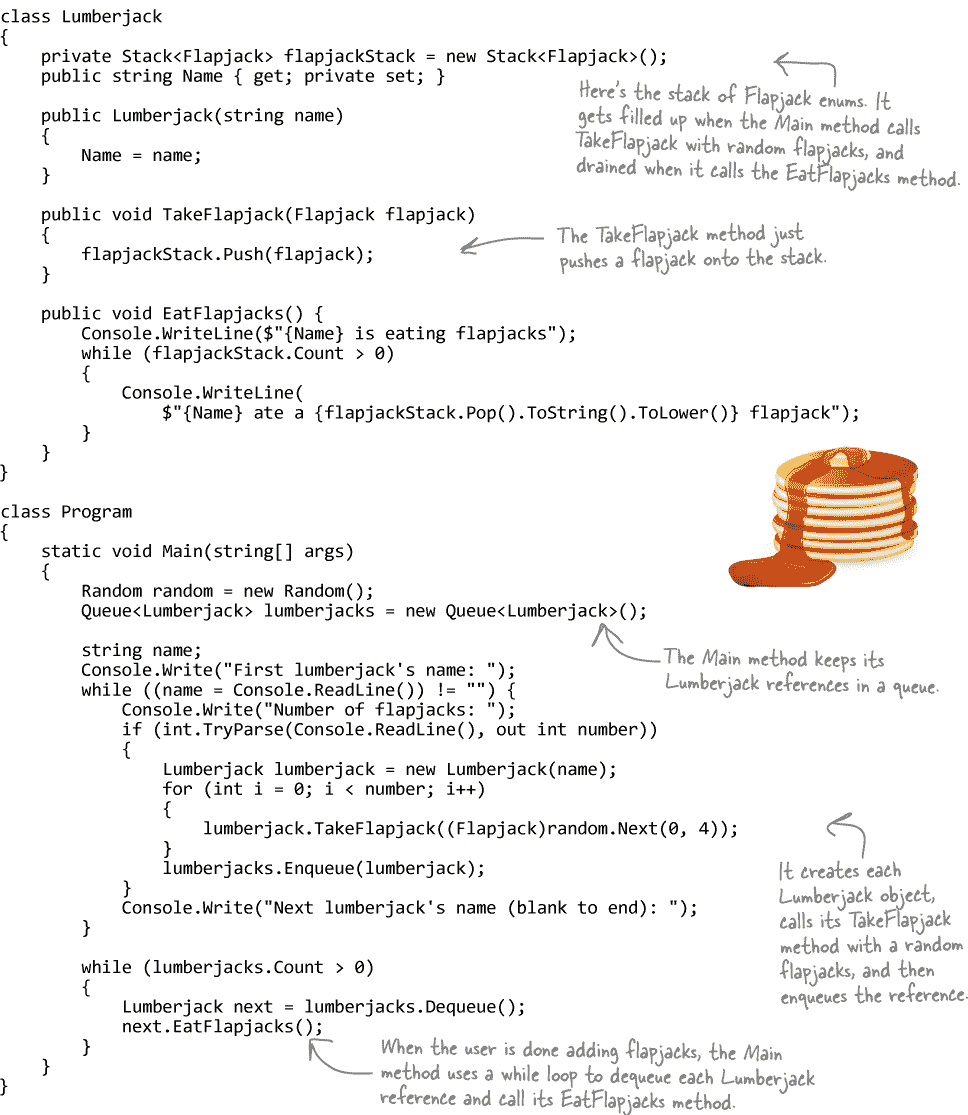 class Lumberjack
{
    private Stack<Flapjack> flapjackStack = new Stack<Flapjack>();
    public string Name { get; private set; }
Here's the stack of Flapjack enums. It
gets filled up when the Main method calls
TakeFlapjack with random flapjacks, and
drained when it calls the EatFlapjacks method.
    public Lumberjack(string name)
    {
        Name = name;
    }
    public void TakeFlapjack(Flapjack flapjack)
    {
        flapjackStack.Push(flapjack);
    }
The TakeFlapjack method just
pushes a flapjack onto the stack.
    public void EatFlapjacks() {
        Console.WriteLine($"{Name} is eating flapjacks");
        while (flapjackStack.Count > 0)
        {
            Console.WriteLine(
                $"{Name} ate a {flapjackStack.Pop().ToString().ToLower()} flapjack");
        }
    }
}
class Program
{
    static void Main(string[] args)
    {
        Random random = new Random();
        Queue<Lumberjack> lumberjacks = new Queue<Lumberjack>();
The Main method keeps its
Lumberjack references in a queue.
        string name;
        Console.Write("First lumberjack's name: ");
        while ((name = Console.ReadLine()) != "") {
            Console.Write("Number of flapjacks: ");
            if (int.TryParse(Console.ReadLine(), out int number))
            {
                Lumberjack lumberjack = new Lumberjack(name);
                for (int i = 0; i < number; i++)
                {
                    lumberjack.TakeFlapjack((Flapjack)random.Next(0, 4));
                }
                lumberjacks.Enqueue(lumberjack);
            }
            Console.Write("Next lumberjack's name (blank to end): ");
        }
It creates each
Lumberjack object,
calls its TakeFlapjack
method with a random
flapjacks, and then
enqueues the reference.
        while (lumberjacks.Count > 0)
        {
            Lumberjack next = lumberjacks.Dequeue();
            next.EatFlapjacks();
        }
    }
}
When the user is done adding flapjacks, the Main
method uses a while loop to dequeue each Lumberjack
reference and call its EatFlapjacks method.